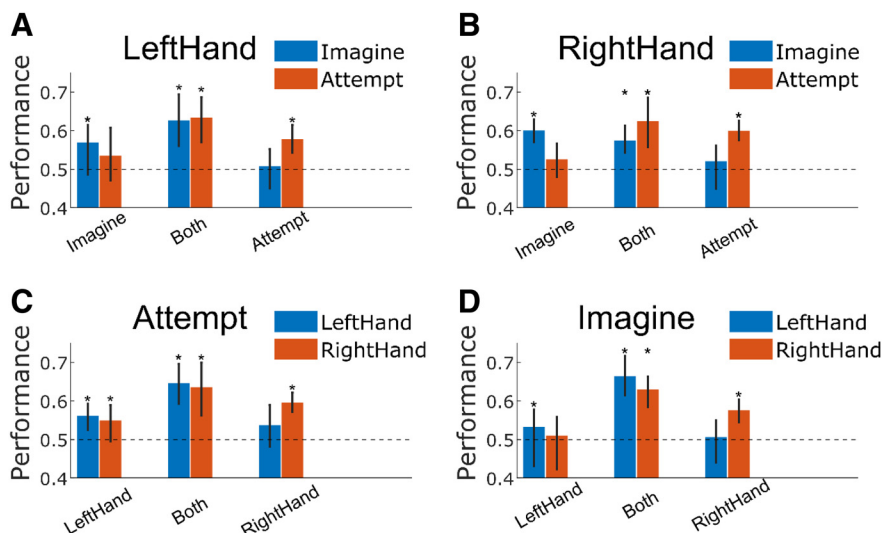 A
LeftHand
Imagine
Attempt
Performance
0.7
0.6
0.5
0.4
* * * *
Imagine
Both
Attempt
B
RightHand
Imagine
Attempt
Performance
0.7
0.6
0.5
0.4
* * * *
Imagine
Both
Attempt
C
Attempt
LeftHand
RightHand
Performance
0.7
0.6
0.5
0.4
* * * * *
LeftHand
Both
RightHand
D
Imagine
LeftHand
RightHand
Performance
0.7
0.6
0.5
0.4
* * * *
LeftHand
Both
RightHand